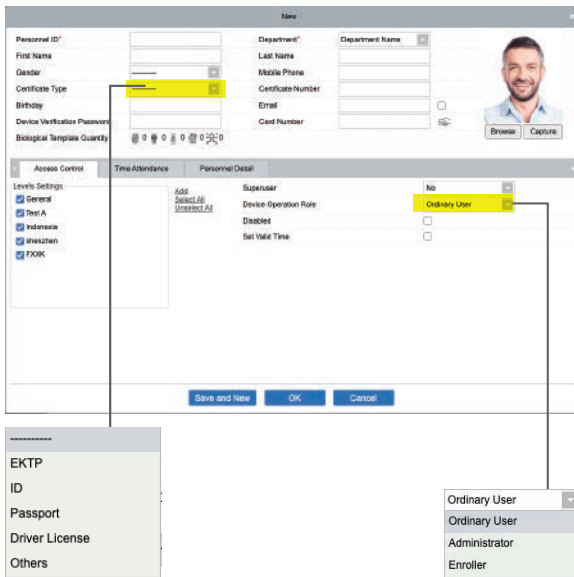 New
Personnel ID*
Department*
Department Name
First Name
Last Name
Gender
----------
Mobile Phone
Certificate Type
----------
Certificate Number
Birthday
Email
Device Verification Password
Card Number
Biological Template Quantity
0 0 0 0 0
Browse
Capture
Access Control
Time Attendance
Personnel Detail
Levels Settings
General
Test A
Indonesia
shenzhen
FXXK
Add
Select All
Unselect All
Superuser
No
Device Operation Role
Ordinary User
Disabled
Set Valid Time
Save and New
OK
Cancel
----------
EKTP
ID
Passport
Driver License
Others
Ordinary User
Ordinary User
Administrator
Enroller